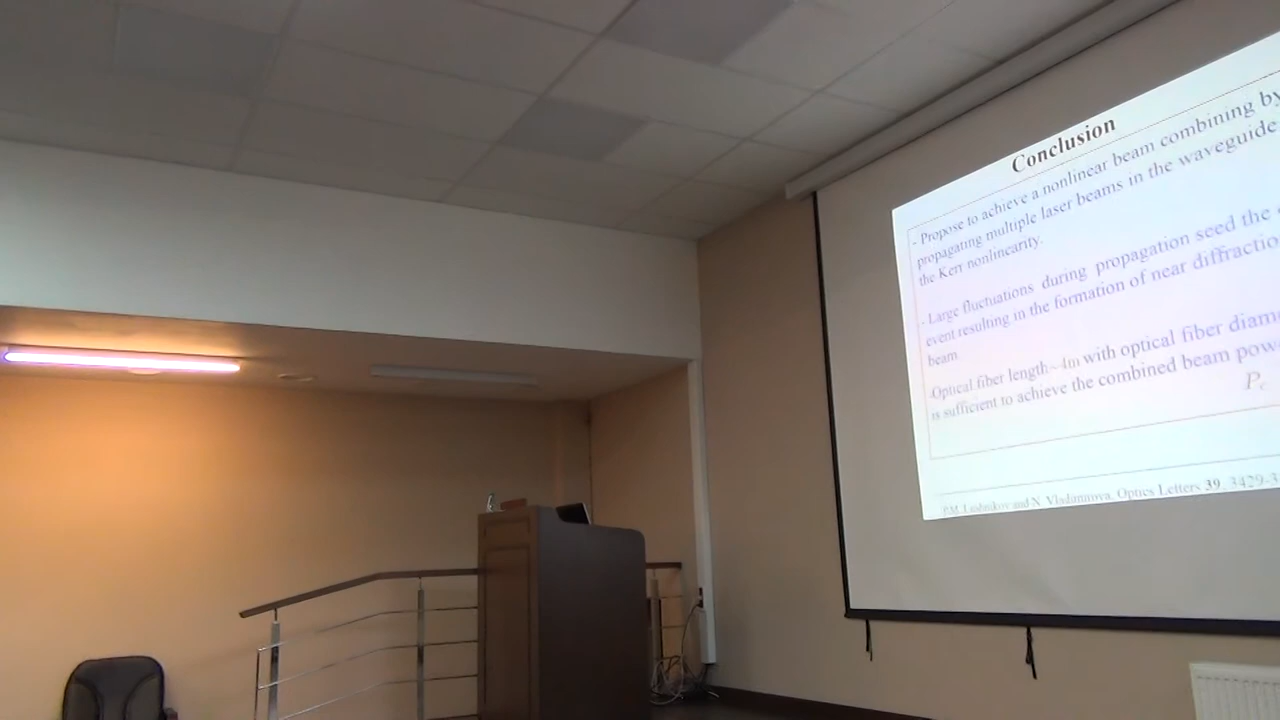 Conclusion
- Propose to achieve a nonlinear beam combining by
propagating multiple laser beams in the waveguide
the Kerr nonlinearity.
- Large fluctuations during propagation seed the
event resulting in the formation of near diffractio
beam
-Optical fiber length~4m with optical fiber diam
is sufficient to achieve the combined beam pow
Pc
P.M. Lushnikov and N. Vladimirova, Optics Letters 39, 3429-3